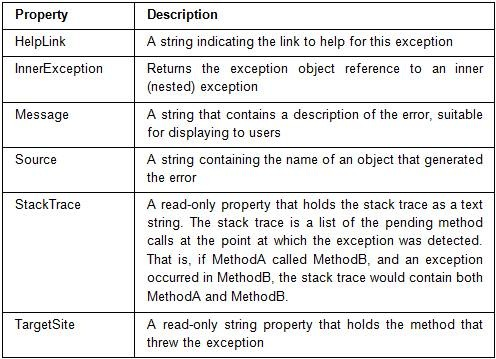 Property Description
HelpLink A string indicating the link to help for this exception
InnerException Returns the exception object reference to an inner
(nested) exception
Message A string that contains a description of the error, suitable
for displaying to users
Source A string containing the name of an object that generated
the error
StackTrace A read-only property that holds the stack trace as a text
string. The stack trace is a list of the pending method
calls at the point at which the exception was detected.
That is, if MethodA called MethodB, and an exception
occurred in MethodB, the stack trace would contain both
MethodA and MethodB.
TargetSite A read-only string property that holds the method that
threw the exception